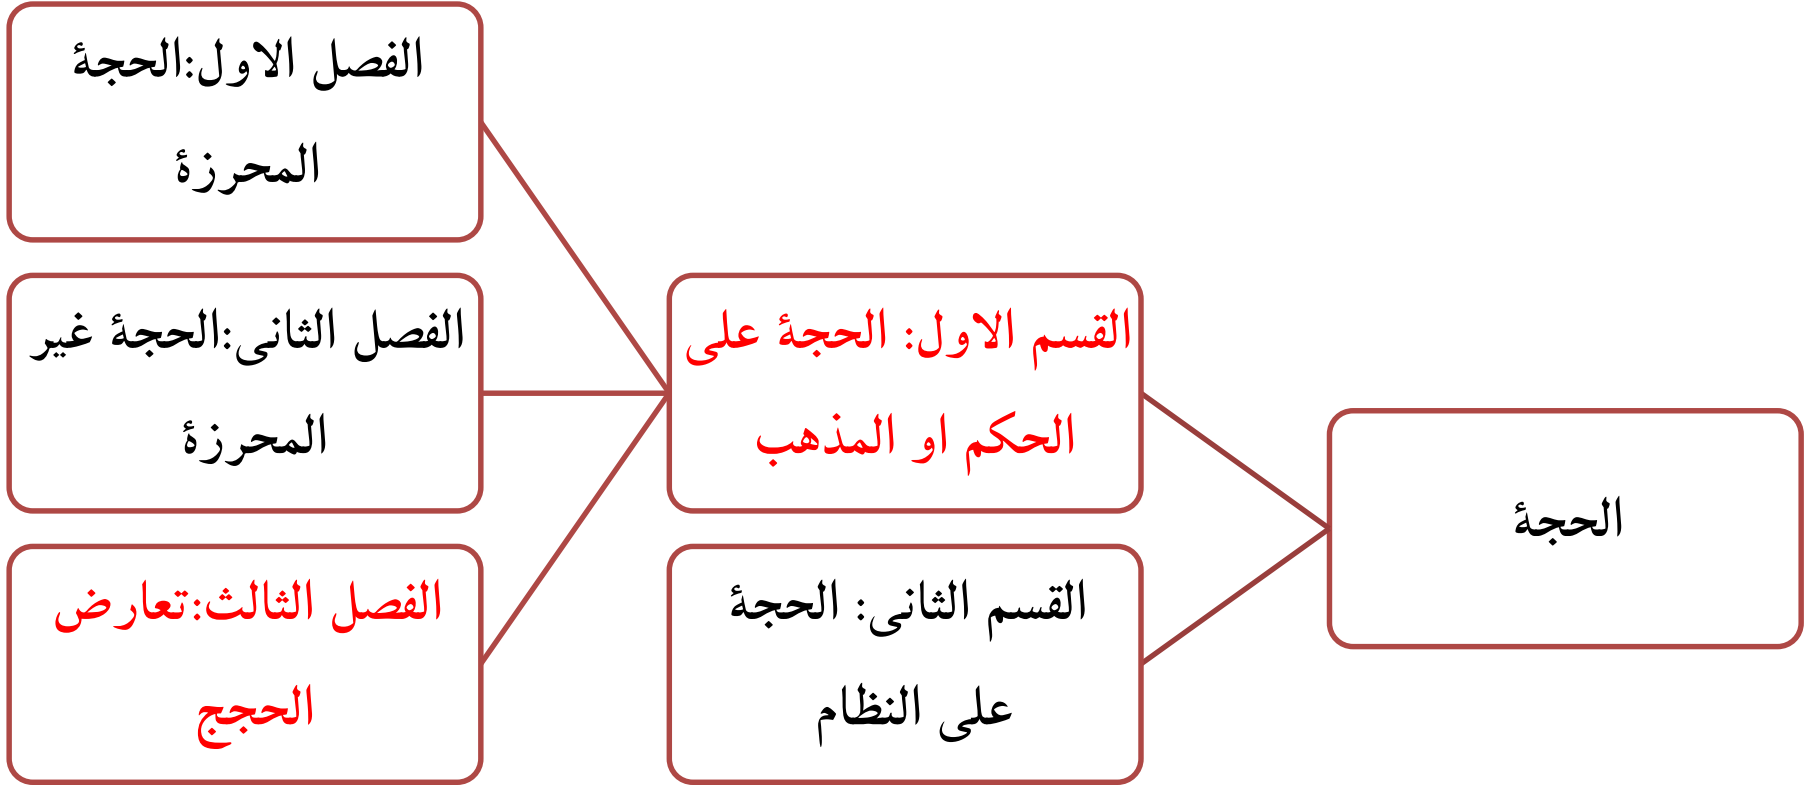 الحجة
القسم الاول: الحجة على
الحكم او المذهب
القسم الثانى: الحجة
على النظام
الفصل الاول:الحجة
المحرزة
الفصل الثانى:الحجة غير
المحرزة
الفصل الثالث:تعارض
الحجج